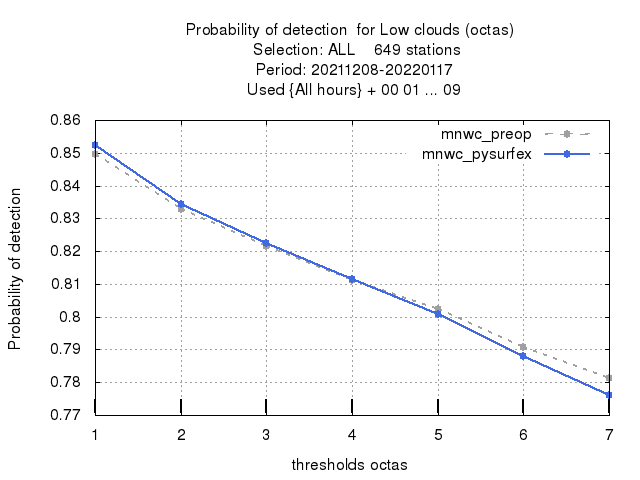 Probability of detection  for Low clouds (octas)
Selection: ALL    649 stations
Period: 20211208-20220117
Used {All hours} + 00 01 ... 09
mnwc_preop
mnwc_pysurfex
Probability of detection
0.86
0.85
0.84
0.83
0.82
0.81
0.8
0.79
0.78
0.77
1 2 3 4 5 6 7
thresholds octas